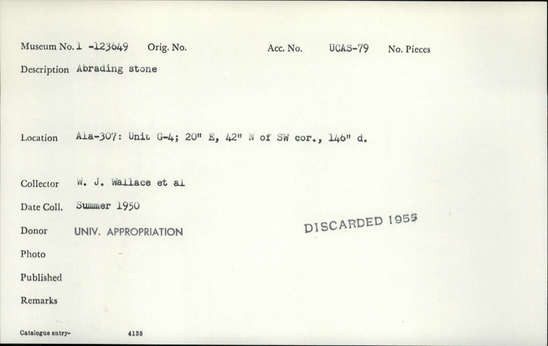 Museum No. 1 -123649 Orig. No. Acc. No. UCAS-79 No. Pieces
Description Abrading stone
Location Ala-307: Unit G-4; 20" E, 42" N of SW cor., 146" d.
Collector W. J. Wallace et al
Date Coll. Summer 1950
Donor UNIV. APPROPRIATION
DISCARDED 1955
Photo
Published
Remarks
Catalogue entry- 4135